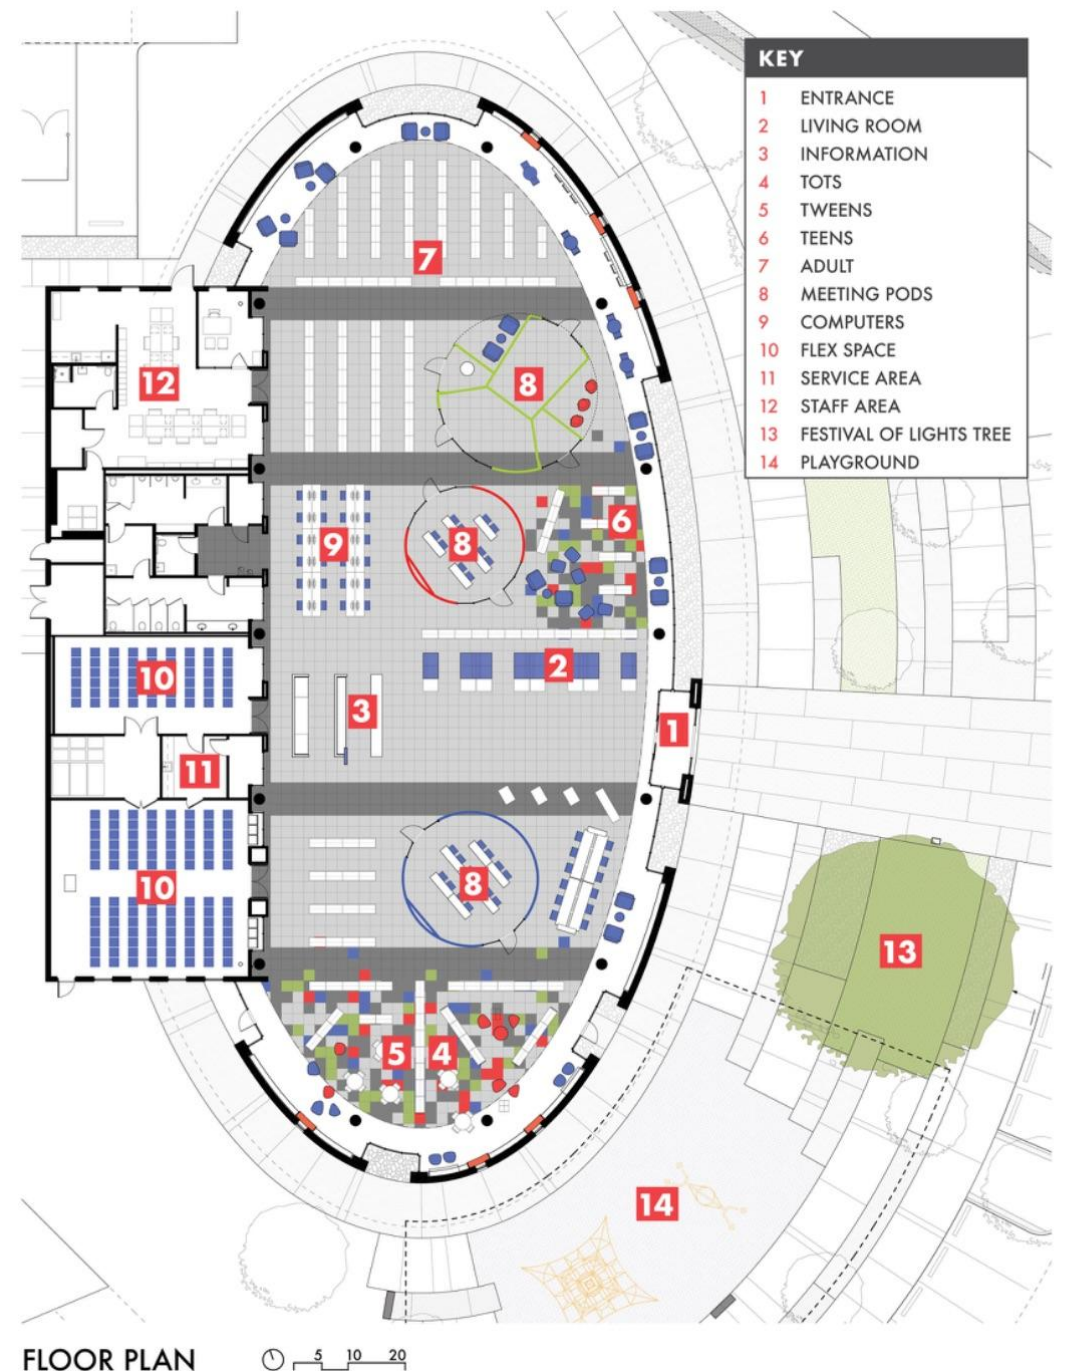 KEY
1 ENTRANCE
2 LIVING ROOM
3 INFORMATION
4 TOTS
5 TWEENS
6 TEENS
7 ADULT
8 MEETING PODS
9 COMPUTERS
10 FLEX SPACE
11 SERVICE AREA
12 STAFF AREA
13 FESTIVAL OF LIGHTS TREE
14 PLAYGROUND
7
12
8
6
9
8
10
2
3
1
11
8
10
13
5
4
14
FLOOR PLAN
5 10 20